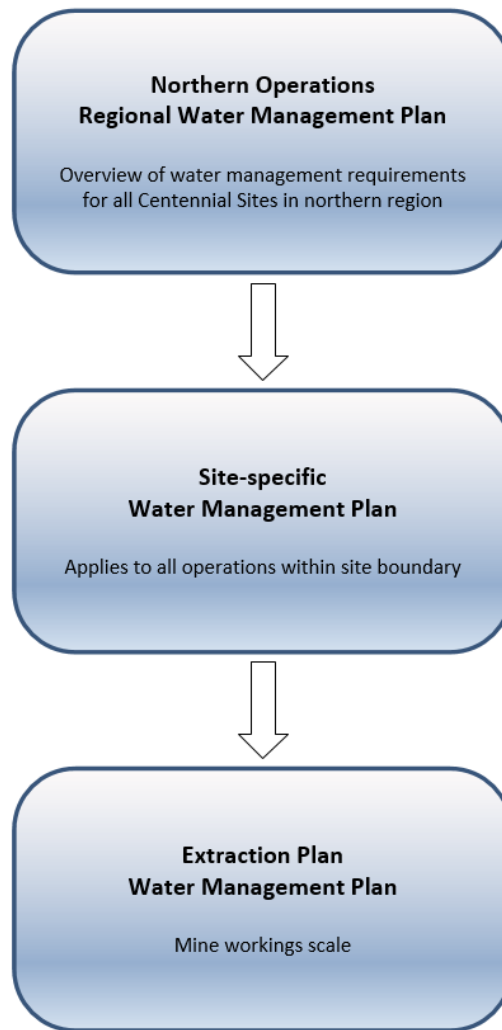 Northern Operations
Regional Water Management Plan
Overview of water management requirements
for all Centennial Sites in northern region
Site-specific
Water Management Plan
Applies to all operations within site boundary
Extraction Plan
Water Management Plan
Mine workings scale